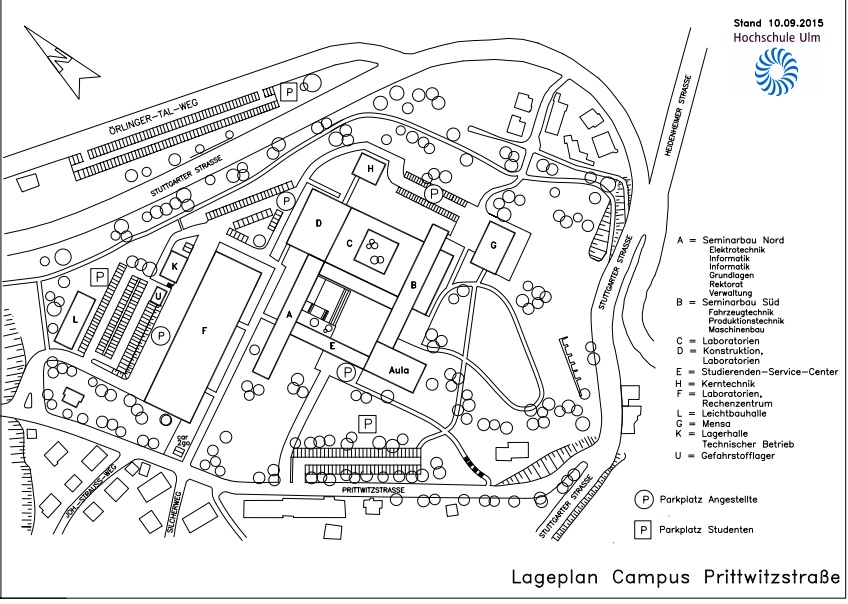 Stand 10.09.2015
Hochschule Ulm
N
HEIDENHEIMER STRASSE
P
ÖRLINGER-TAL-WEG
STUTTGARTER STRASSE
H
P
P
D
C
G
STUTTGARTER STRASSE
K
P
U
B
L
F
A
P
E
P
Aula
P
car
2go
PRITTWITZSTRASSE
JOH.-STRAUSS-WEG
SILCHERWEG
STUTTGARTER STRASSE
A = Seminarbau Nord
Elektrotechnik
Informatik
Informatik
Grundlagen
Rektorat
Verwaltung
B = Seminarbau Süd
Fahrzeugtechnik
Produktionstechnik
Maschinenbau
C = Laboratorien
D = Konstruktion,
Laboratorien
E = Studierenden-Service-Center
H = Kerntechnik
F = Laboratorien,
Rechenzentrum
L = Leichtbauhalle
G = Mensa
K = Lagerhalle
Technischer Betrieb
U = Gefahrstofflager
P Parkplatz Angestellte
P Parkplatz Studenten
Lageplan Campus Prittwitzstraße